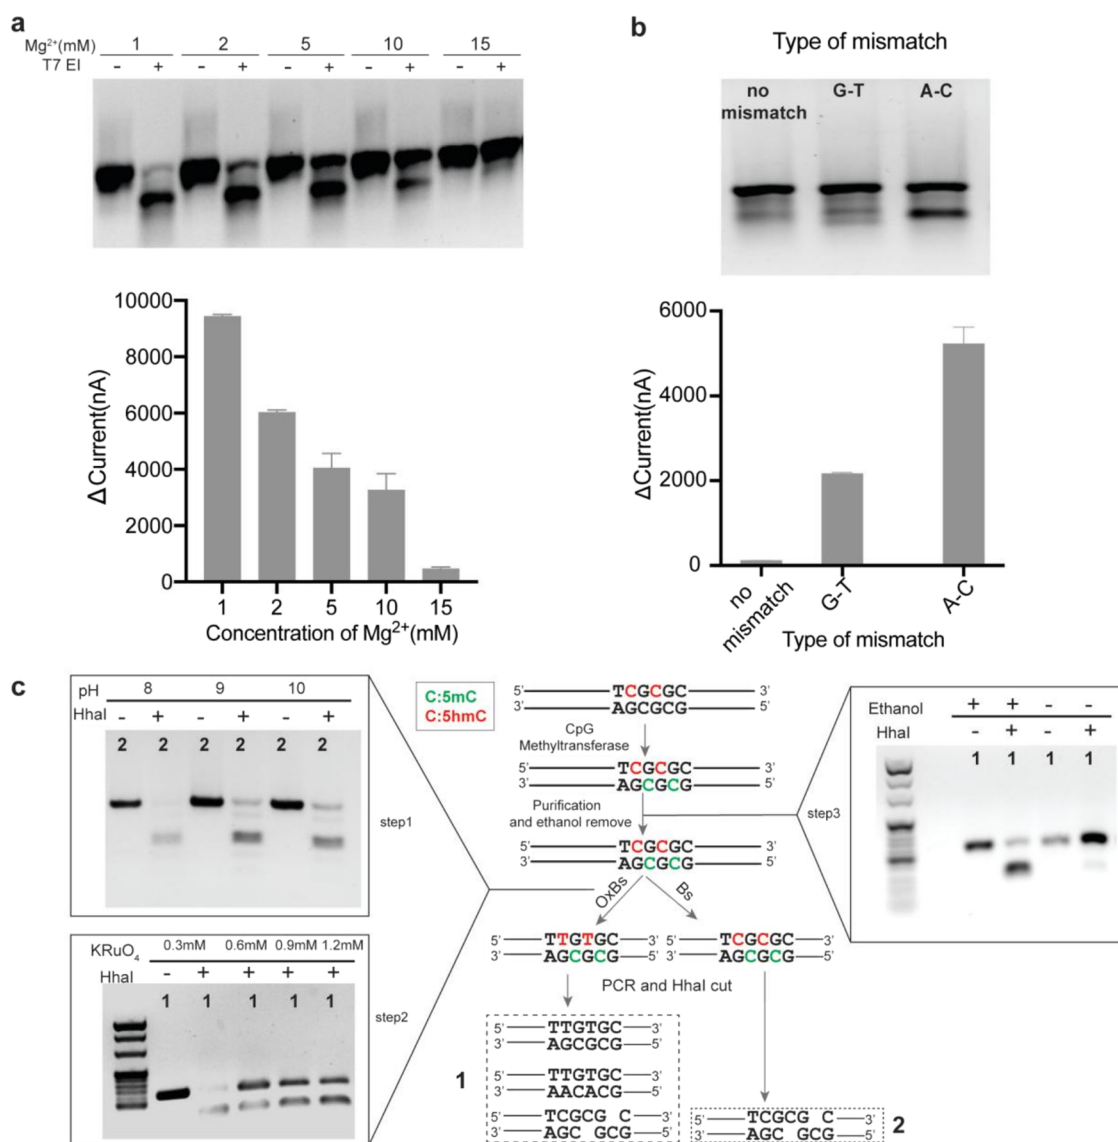 a
Mg2+(mM) 1 2 5 10 15
T7 EI - + - + - + - + - +
10000
8000
6000
4000
2000
0
ΔCurrent(nA)
1 2 5 10 15
Concentration of Mg2+(mM)
b
Type of mismatch
no mismatch G-T A-C
6000
4000
2000
0
ΔCurrent(nA)
no mismatch G-T A-C
Type of mismatch
c
pH 8 9 10
HhaI - + - + - +
2 2 2 2 2 2
step1
KRuO4 0.3mM 0.6mM 0.9mM 1.2mM
HhaI - + + + +
1 1 1 1 1
step2
C:5mC
C:5hmC
5' TCGCGC 3'
3' AGCGCG 5'
CpG
Methyltransferase
5' TCGCGC 3'
3' AGCGCG 5'
Purification
and ethanol remove
5' TCGCGC 3'
3' AGCGCG 5'
OxBs Bs
5' TTGTGC 3' 5' TCGCGC 3'
3' AGCGCG 5' 3' AGCGCG 5'
PCR and HhaI cut
5' TTGTGC 3'
3' AGCGCG 5'
1
5' TTGTGC 3'
3' AACACG 5'
5' TCGCG C 3'
3' AGC GCG 5'
5' TCGCG C 3'
3' AGC GCG 5'
2
step3
Ethanol + + - -
HhaI - + - +
1 1 1 1